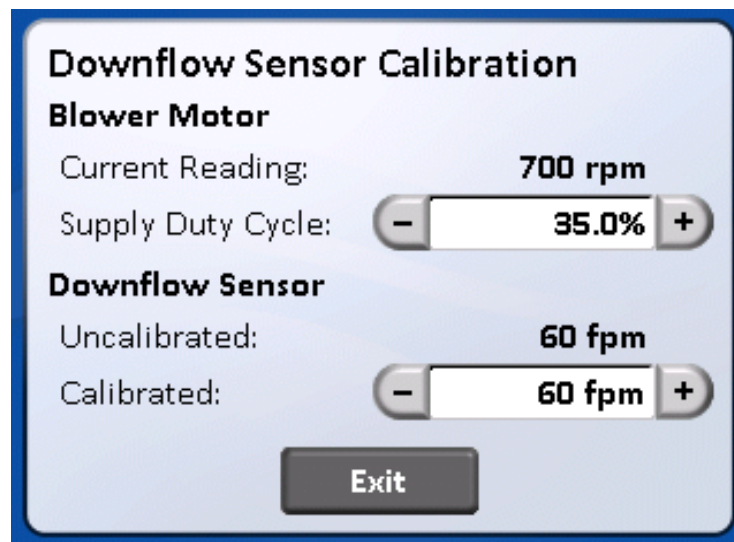 Downflow Sensor Calibration
Blower Motor
Current Reading: 700 rpm
Supply Duty Cycle: - 35.0% +
Downflow Sensor
Uncalibrated: 60 fpm
Calibrated: - 60 fpm +
Exit